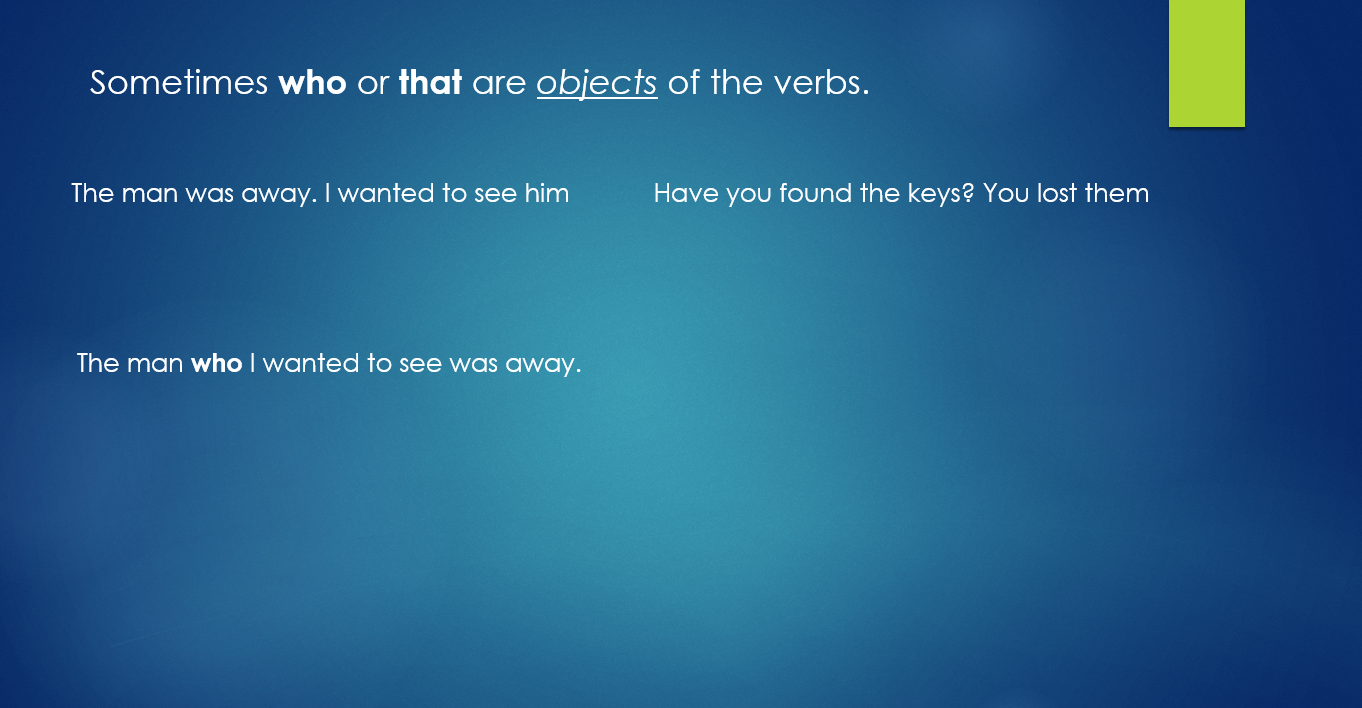 Sometimes who or that are objects of the verbs.
The man was away. I wanted to see him
Have you found the keys? You lost them
The man who I wanted to see was away.